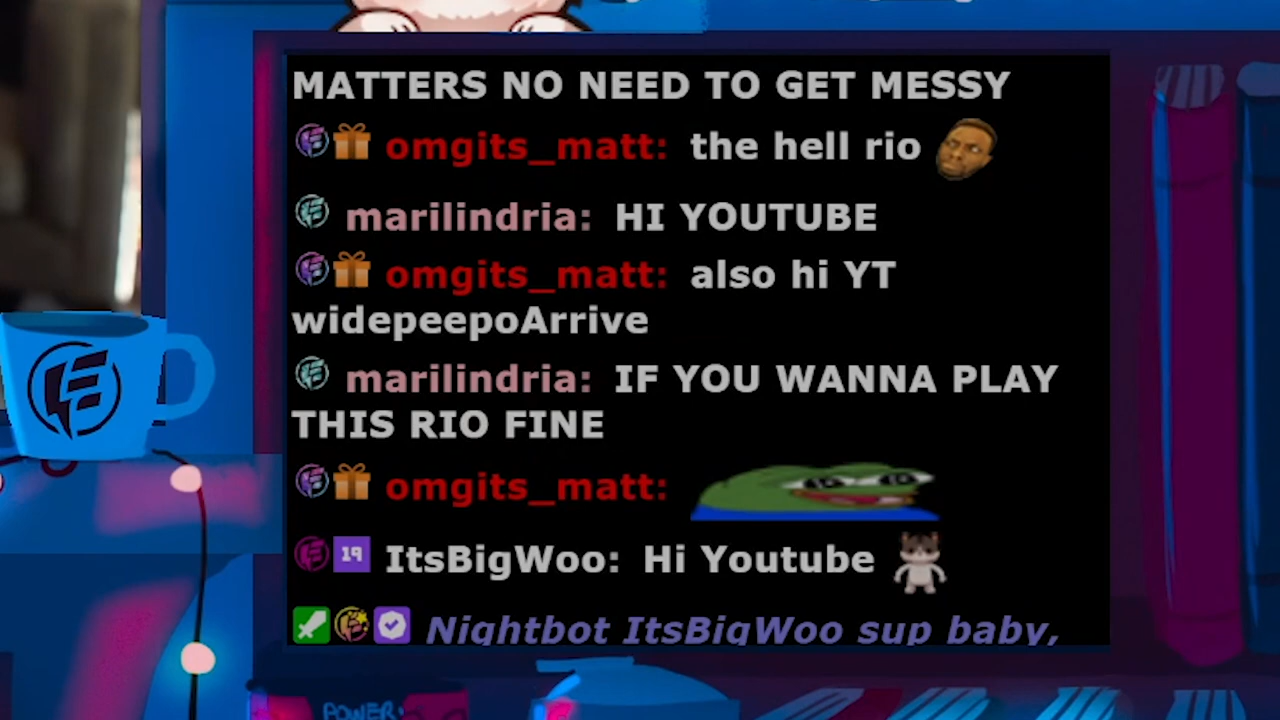 MATTERS NO NEED TO GET MESSY
omgits_matt: the hell rio
marilindria: HI YOUTUBE
omgits_matt: also hi YT
widepeepoArrive
marilindria: IF YOU WANNA PLAY
THIS RIO FINE
omgits_matt:
19 ItsBigWoo: Hi Youtube
Nightbot ItsBigWoo sup baby,
POWER